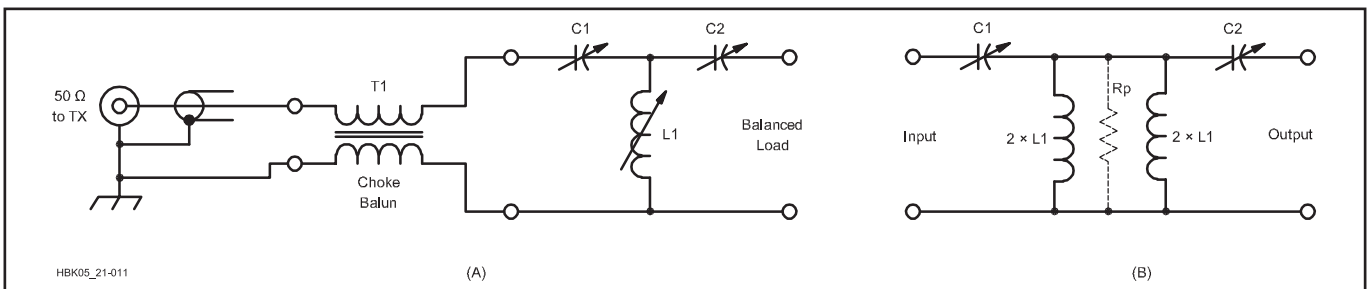 C1
C2
C1
C2
T1
50 Ω
to TX
Rp
L1
Balanced
Load
Input
2 × L1
2 × L1
Output
Choke
Balun
HBK05_21-011
(A)
(B)